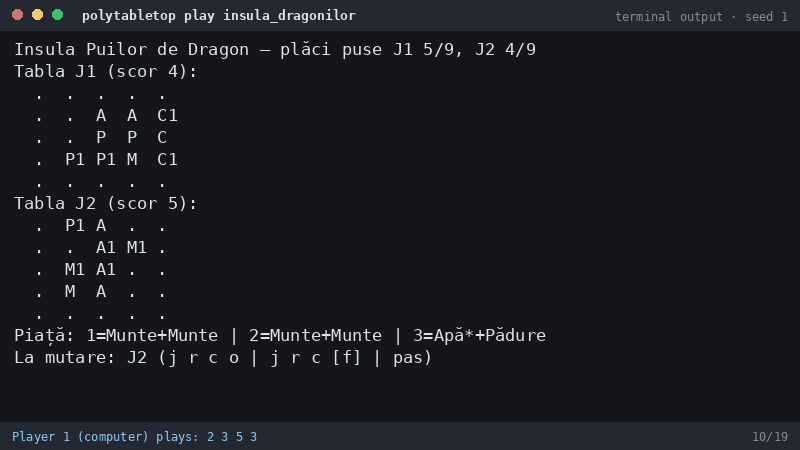 polytabletop play insula_dragonilor
terminal output · seed 1
Insula Puilor de Dragon — plăci puse J1 5/9, J2 4/9
Tabla J1 (scor 4):
. . . . .
. . A A C1
. . P P C
. P1 P1 M C1
. . . . .
Tabla J2 (scor 5):
. P1 A . .
. . A1 M1 .
. M1 A1 . .
. M A . .
. . . . .
Piață: 1=Munte+Munte | 2=Munte+Munte | 3=Apă*+Pădure
La mutare: J2 (j r c o | j r c [f] | pas)
Player 1 (computer) plays: 2 3 5 3
10/19